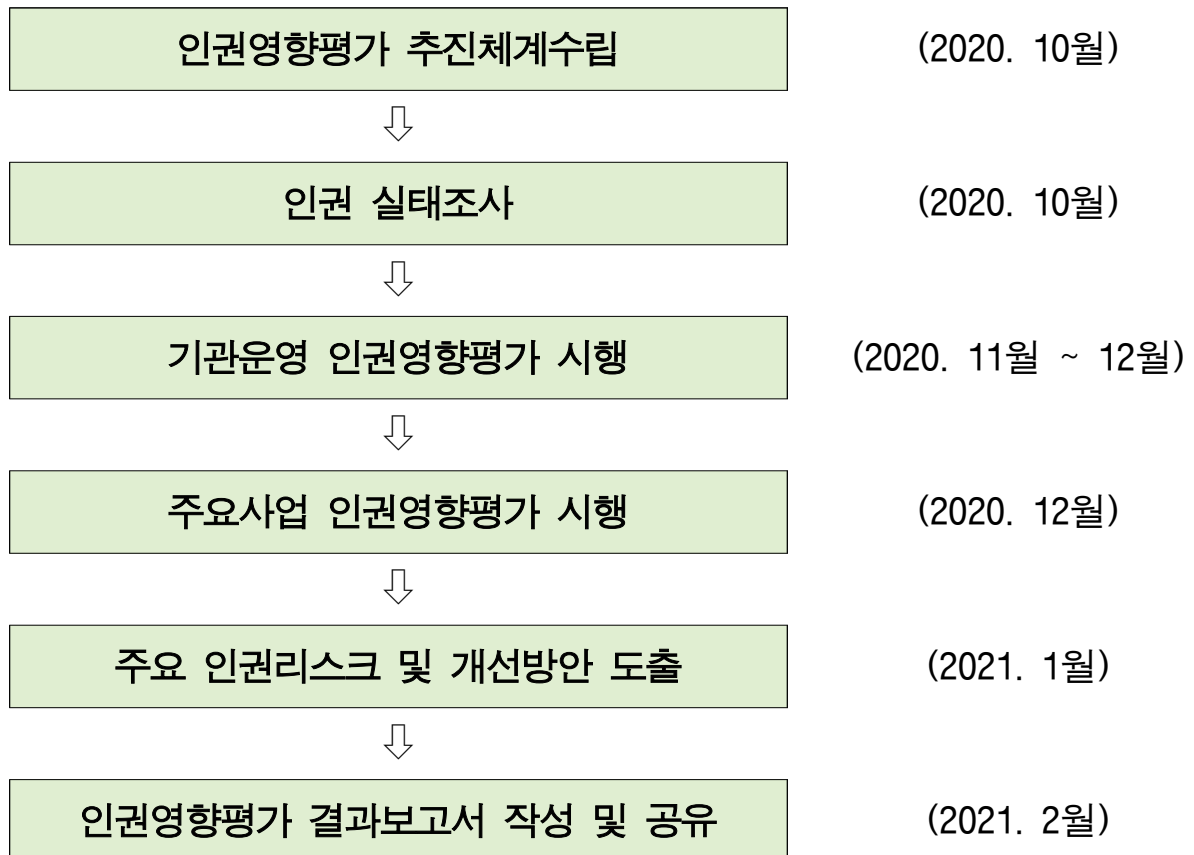 인권영향평가 추진체계수립 (2020. 10월)
인권 실태조사 (2020. 10월)
기관운영 인권영향평가 시행 (2020. 11월 ~ 12월)
주요사업 인권영향평가 시행 (2020. 12월)
주요 인권리스크 및 개선방안 도출 (2021. 1월)
인권영향평가 결과보고서 작성 및 공유 (2021. 2월)